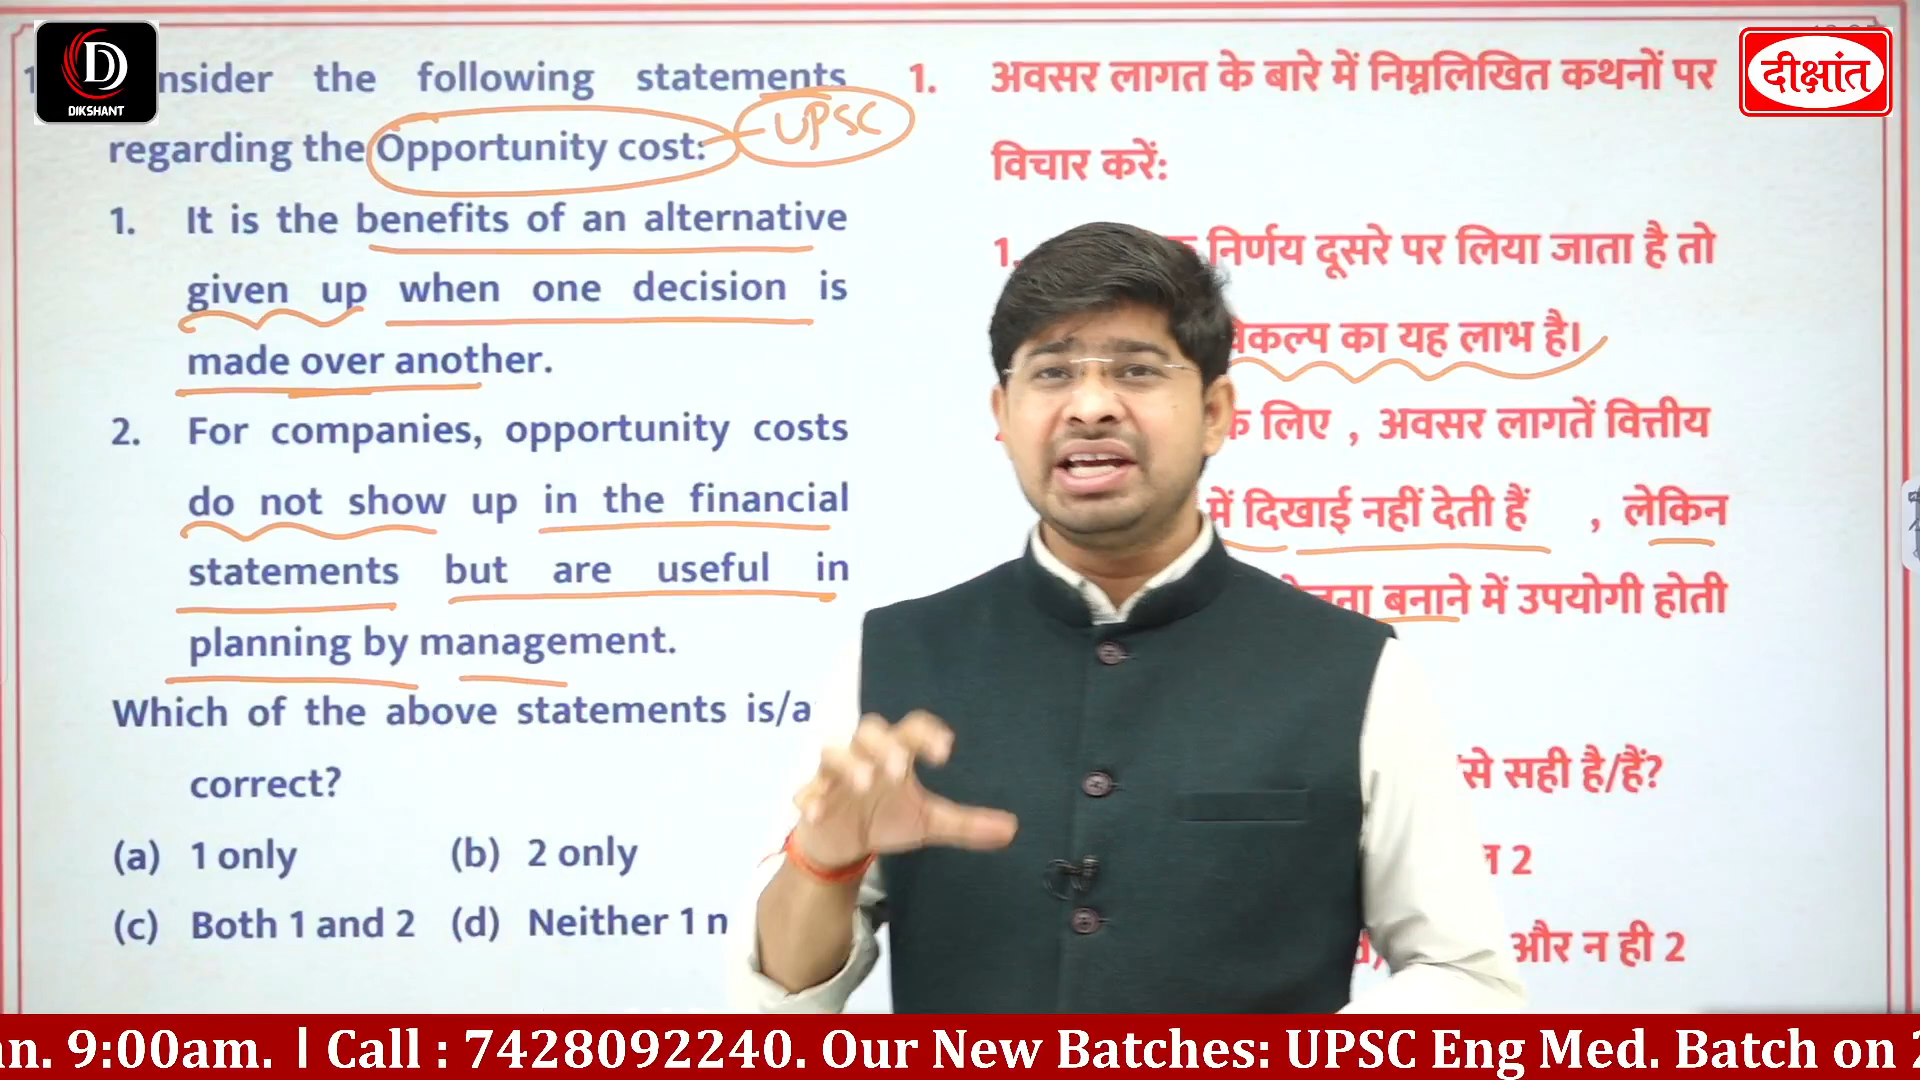 DIKSHANT
दीक्षांत
nsider the following statements
regarding the Opportunity cost:
UPSC
1. It is the benefits of an alternative
given up when one decision is
made over another.
2. For companies, opportunity costs
do not show up in the financial
statements but are useful in
planning by management.
Which of the above statements is/a
correct?
(a) 1 only (b) 2 only
(c) Both 1 and 2 (d) Neither 1 n
1. अवसर लागत के बारे में निम्नलिखित कथनों पर
विचार करें:
1. निर्णय दूसरे पर लिया जाता है तो
का यह लाभ है।
लिए , अवसर लागतें वित्तीय
में दिखाई नहीं देती हैं , लेकिन
बनाने में उपयोगी होती
से सही है/हैं?
2
और न ही 2
9:00am. | Call : 7428092240. Our New Batches: UPSC Eng Med. Batch on 2